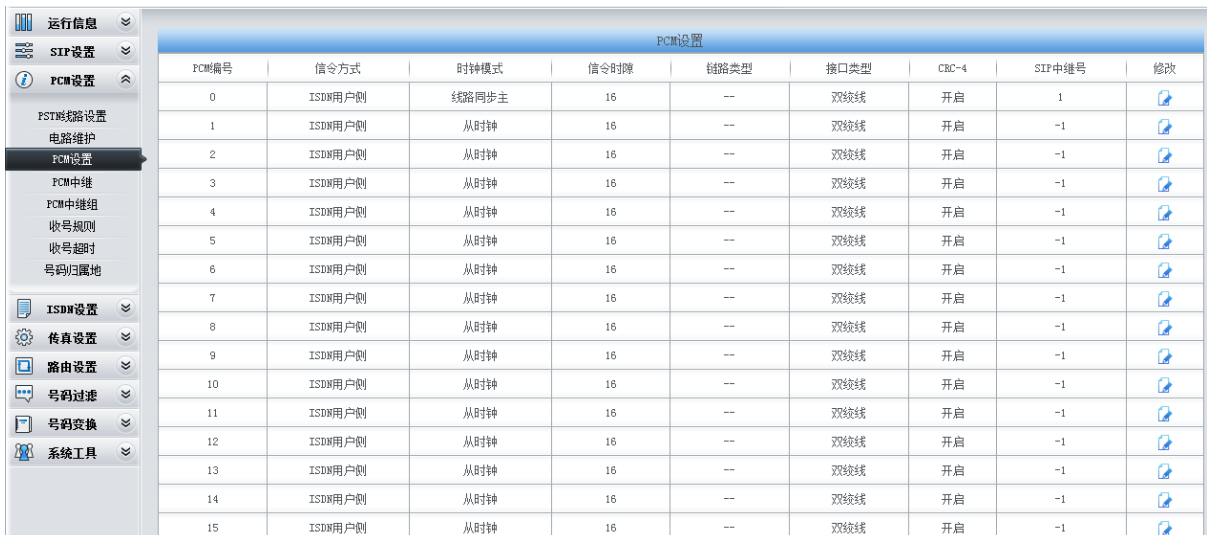 运行信息
SIP设置
PCM设置
PSTN线路设置
电路维护
PCM设置
PCM中继
PCM中继组
收号规则
收号超时
号码归属地
ISDN设置
传真设置
路由设置
号码过滤
号码变换
系统工具
PCM设置
PCM编号 信令方式 时钟模式 信令时隙 链路类型 接口类型 CRC-4 SIP中继号 修改
0 ISDN用户侧 线路同步主 16 -- 双绞线 开启 1
1 ISDN用户侧 从时钟 16 -- 双绞线 开启 -1
2 ISDN用户侧 从时钟 16 -- 双绞线 开启 -1
3 ISDN用户侧 从时钟 16 -- 双绞线 开启 -1
4 ISDN用户侧 从时钟 16 -- 双绞线 开启 -1
5 ISDN用户侧 从时钟 16 -- 双绞线 开启 -1
6 ISDN用户侧 从时钟 16 -- 双绞线 开启 -1
7 ISDN用户侧 从时钟 16 -- 双绞线 开启 -1
8 ISDN用户侧 从时钟 16 -- 双绞线 开启 -1
9 ISDN用户侧 从时钟 16 -- 双绞线 开启 -1
10 ISDN用户侧 从时钟 16 -- 双绞线 开启 -1
11 ISDN用户侧 从时钟 16 -- 双绞线 开启 -1
12 ISDN用户侧 从时钟 16 -- 双绞线 开启 -1
13 ISDN用户侧 从时钟 16 -- 双绞线 开启 -1
14 ISDN用户侧 从时钟 16 -- 双绞线 开启 -1
15 ISDN用户侧 从时钟 16 -- 双绞线 开启 -1